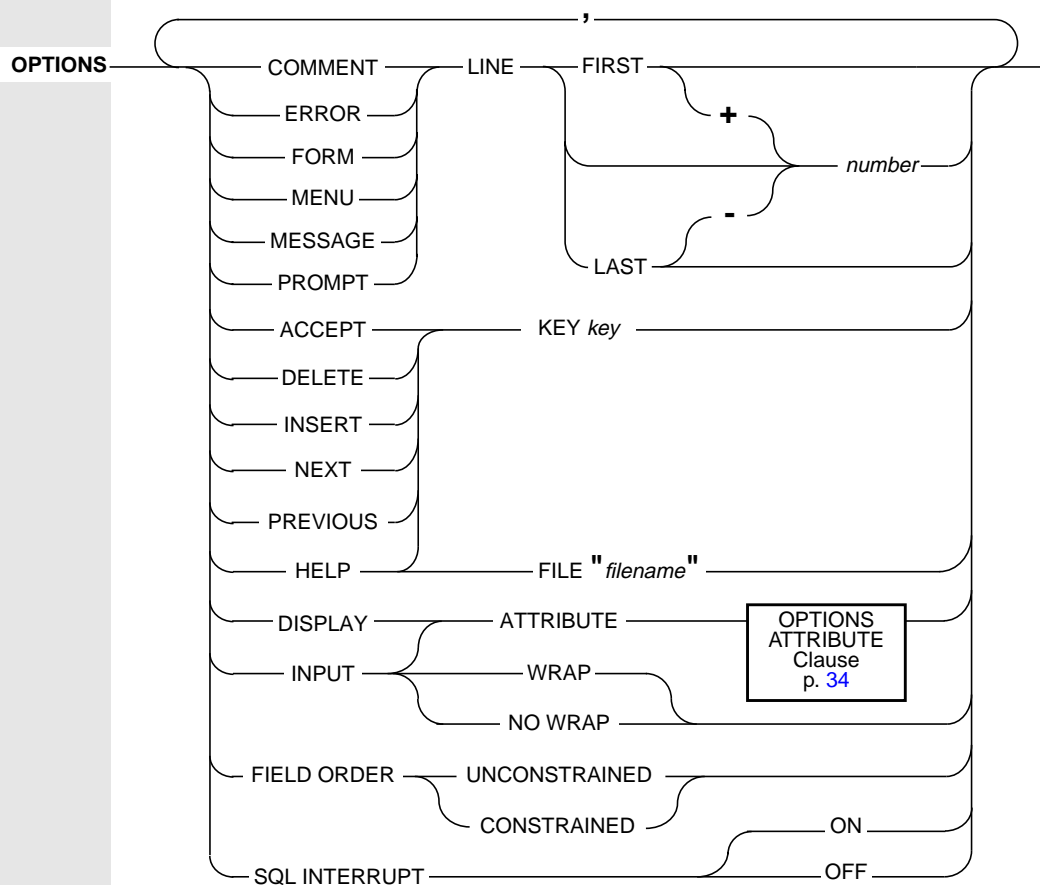 ,
OPTIONS COMMENT LINE FIRST
ERROR +
FORM number
MENU -
MESSAGE LAST
PROMPT
ACCEPT KEY key
DELETE
INSERT
NEXT
PREVIOUS
HELP FILE "filename"
DISPLAY ATTRIBUTE
OPTIONS
ATTRIBUTE
Clause
p. 34
INPUT WRAP
NO WRAP
FIELD ORDER UNCONSTRAINED
CONSTRAINED
ON
SQL INTERRUPT OFF